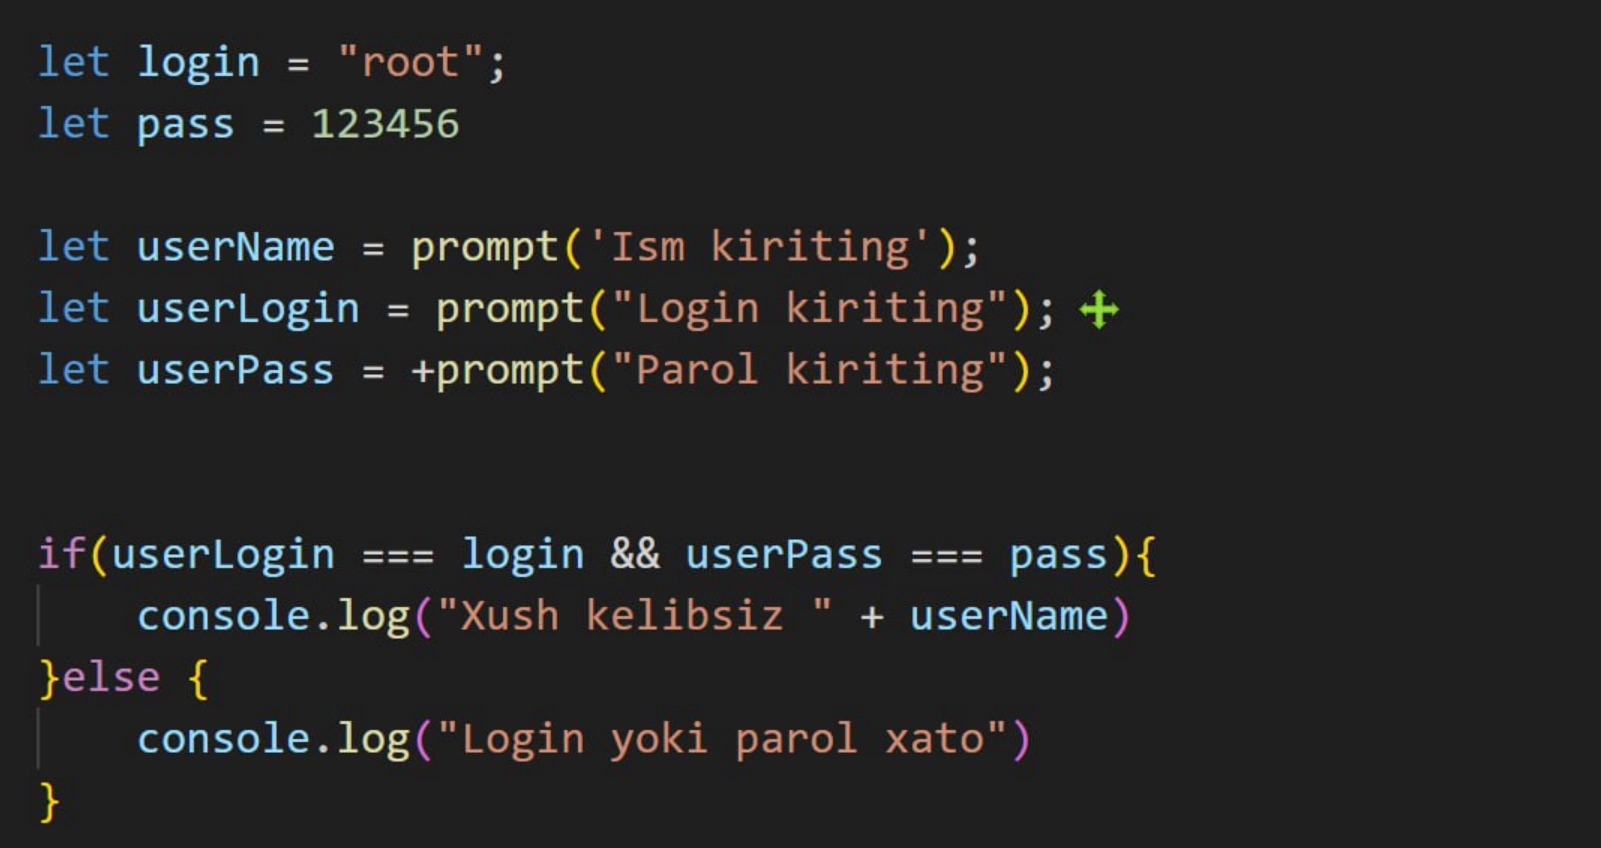 let login = "root";
let pass = 123456
let userName = prompt('Ism kiriting');
let userLogin = prompt("Login kiriting");
let userPass = +prompt("Parol kiriting");
if(userLogin === login && userPass === pass){
    console.log("Xush kelibsiz " + userName)
}else {
    console.log("Login yoki parol xato")
}